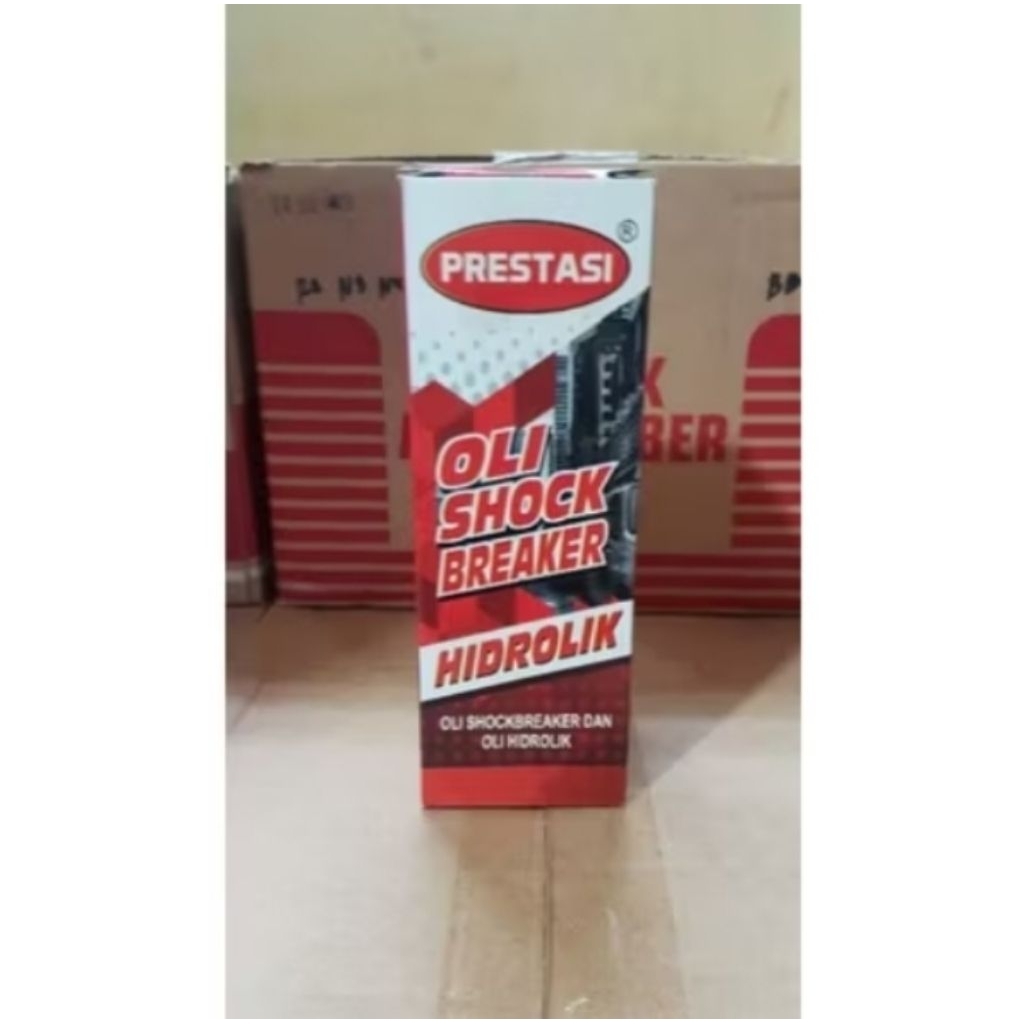 PRESTASI
®
OLI
SHOCK
BREAKER
HIDROLIK
OLI SHOCKBREAKER DAN
OLI HIDROLIK
K
BER